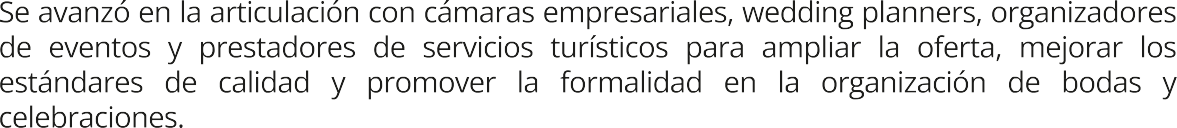 Se avanzó en la articulación con cámaras empresariales, wedding planners, organizadores
de eventos y prestadores de servicios turísticos para ampliar la oferta, mejorar los
estándares de calidad y promover la formalidad en la organización de bodas y
celebraciones.